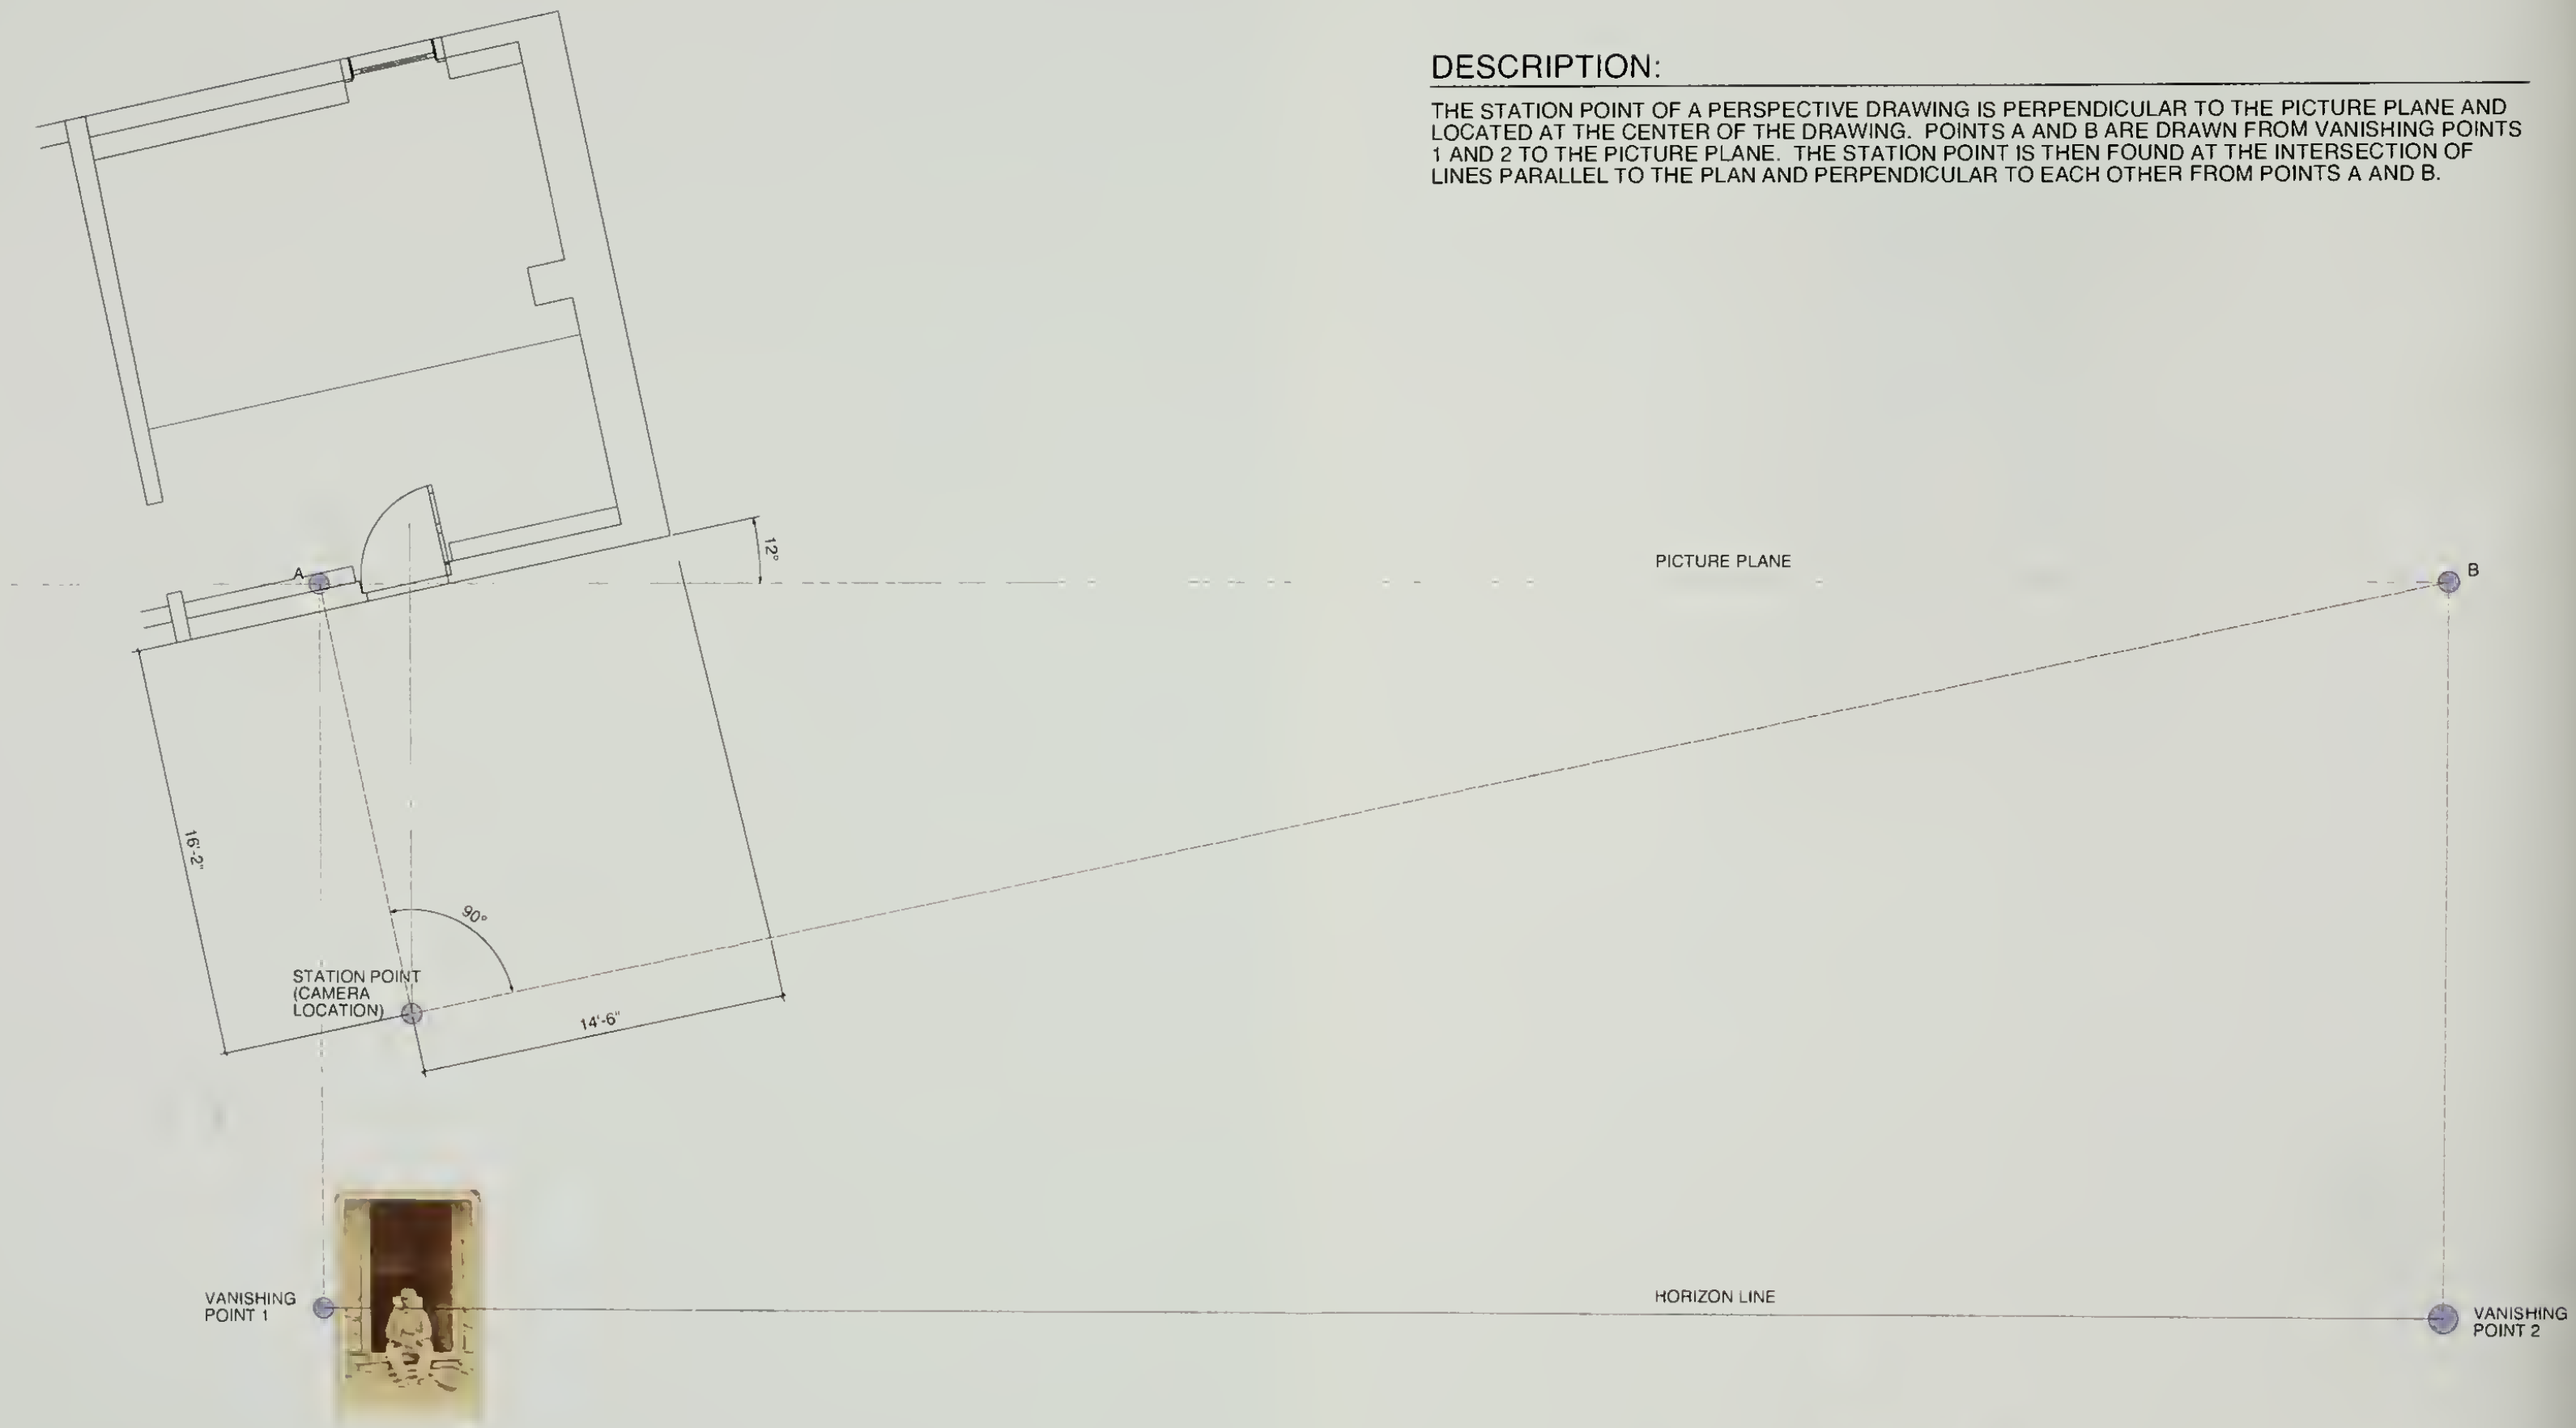 DESCRIPTION:
THE STATION POINT OF A PERSPECTIVE DRAWING IS PERPENDICULAR TO THE PICTURE PLANE AND
LOCATED AT THE CENTER OF THE DRAWING. POINTS A AND B ARE DRAWN FROM VANISHING POINTS
1 AND 2 TO THE PICTURE PLANE. THE STATION POINT IS THEN FOUND AT THE INTERSECTION OF
LINES PARALLEL TO THE PLAN AND PERPENDICULAR TO EACH OTHER FROM POINTS A AND B.
12°
PICTURE PLANE
A
B
16'-2"
90°
STATION POINT
(CAMERA
LOCATION)
14'-6"
VANISHING
POINT 1
HORIZON LINE
VANISHING
POINT 2